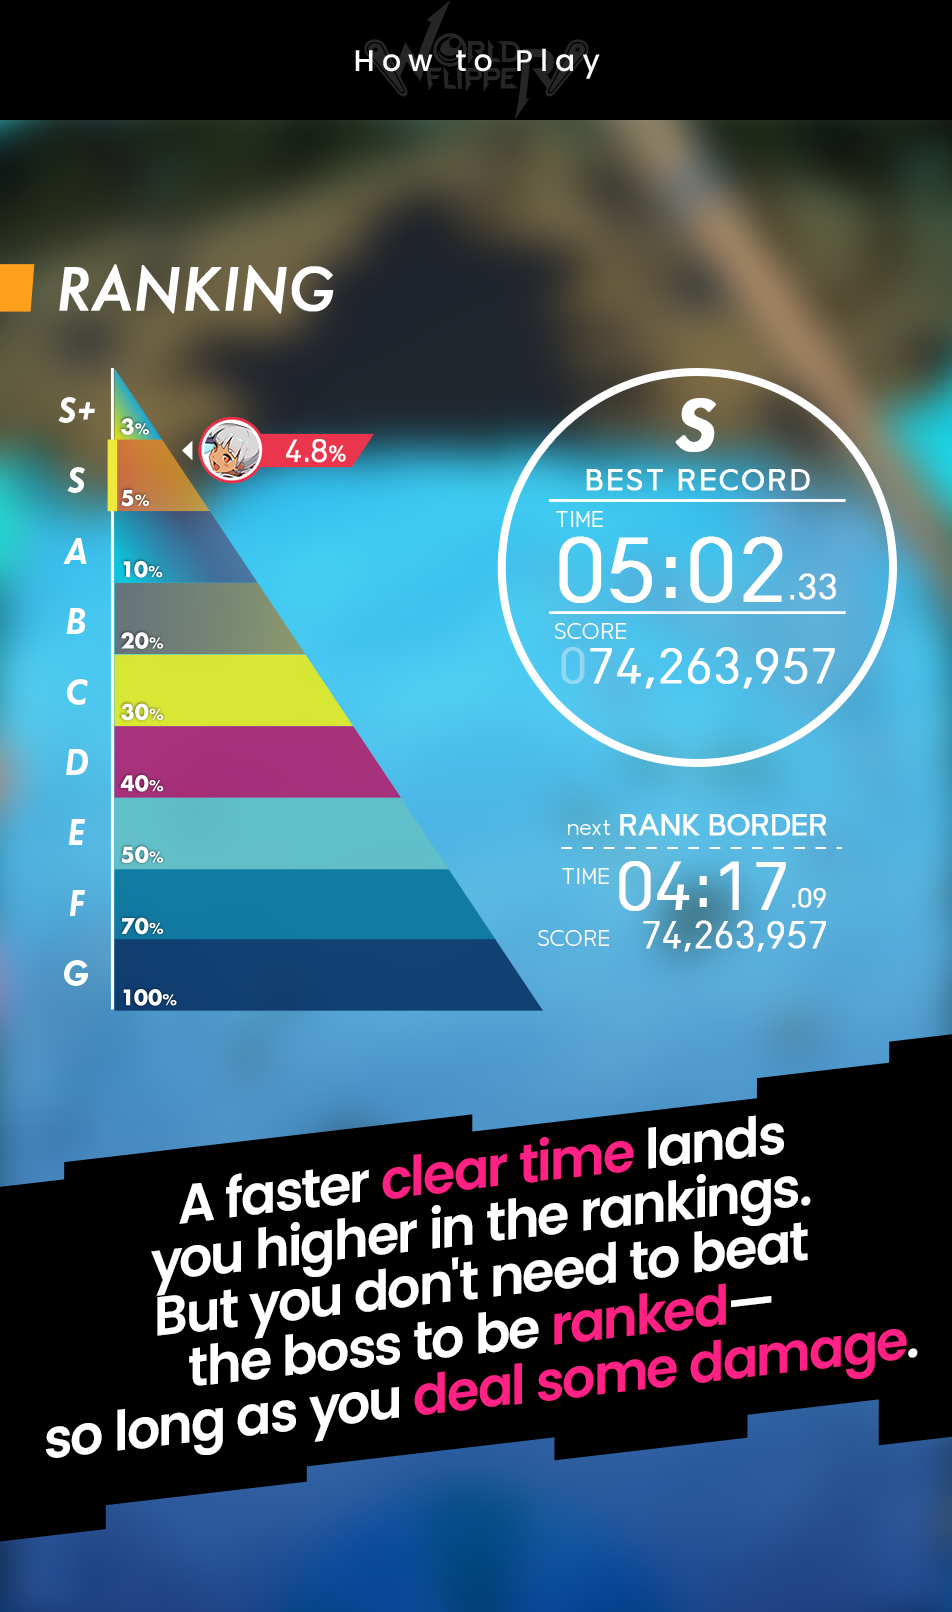 WORLD
FLIPPER
How to Play
RANKING
S+
3%
4.8%
S
5%
A
10%
B
20%
C
30%
D
40%
E
50%
F
70%
G
100%
S
BEST RECORD
TIME
05:02.33
SCORE
074,263,957
next RANK BORDER
TIME 04:17.09
SCORE 74,263,957
A faster clear time lands
you higher in the rankings.
But you don't need to beat
the boss to be ranked—
so long as you deal some damage.